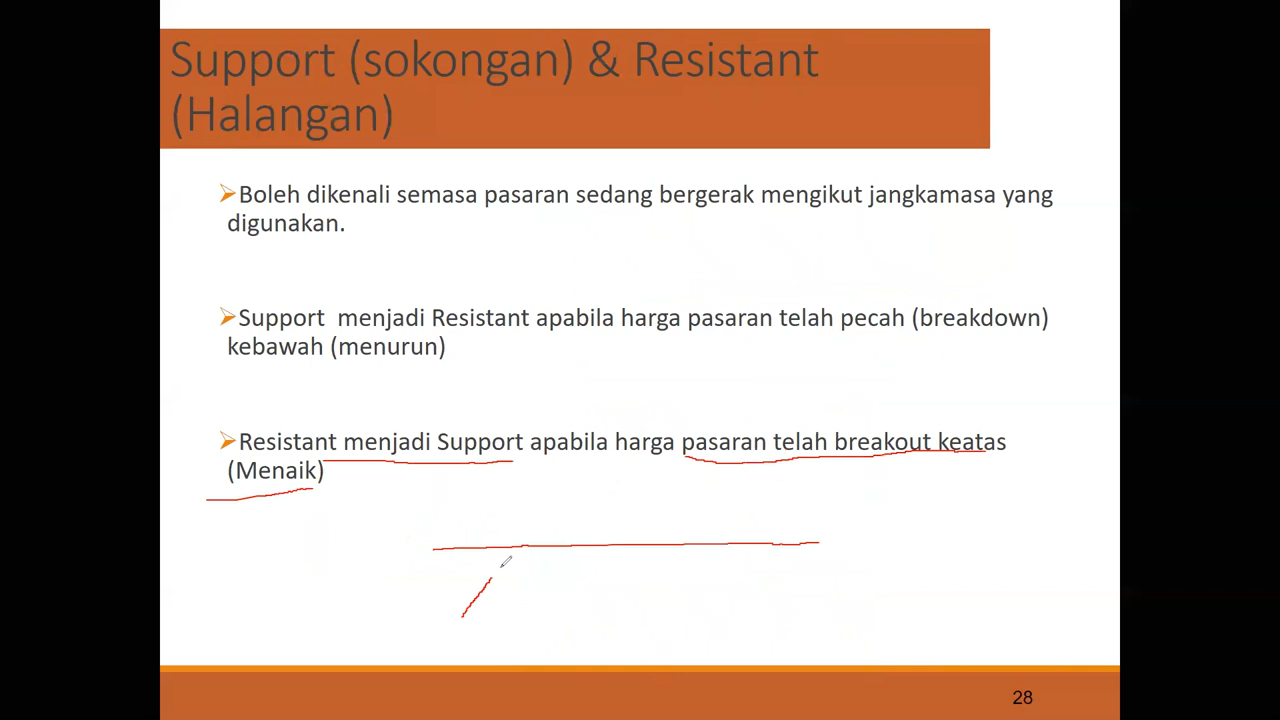 Support (sokongan) & Resistant
(Halangan)
Boleh dikenali semasa pasaran sedang bergerak mengikut jangkamasa yang
digunakan.
Support menjadi Resistant apabila harga pasaran telah pecah (breakdown)
kebawah (menurun)
Resistant menjadi Support apabila harga pasaran telah breakout keatas
(Menaik)
28